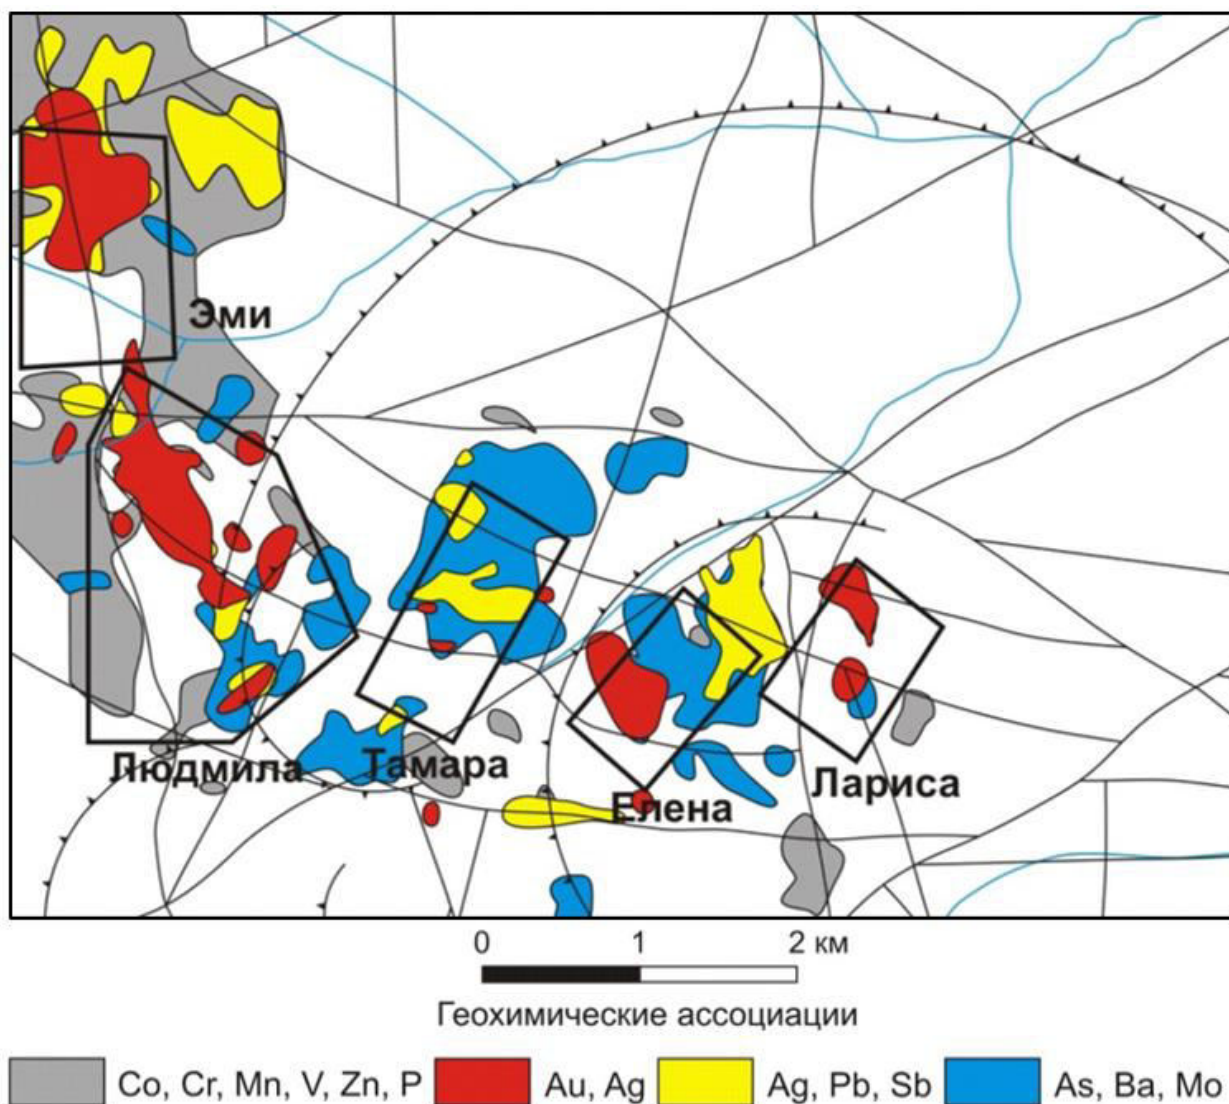 Эми
Людмила
Тамара
Елена
Лариса
0 1 2 км
Геохимические ассоциации
Co, Cr, Mn, V, Zn, P Au, Ag Ag, Pb, Sb As, Ba, Mo